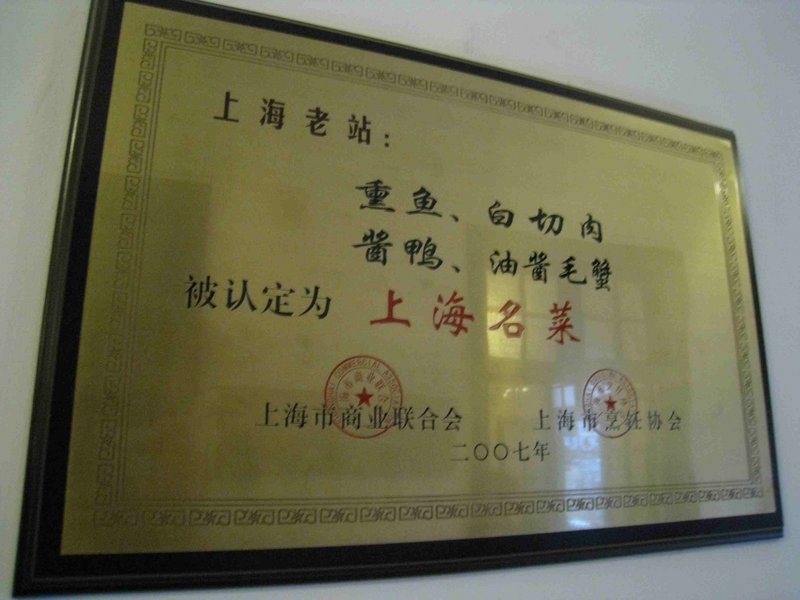 上海老站：
熏鱼、白切肉
酱鸭、油酱毛蟹
被认定为 上海名菜
上海市商业联合会 上海市烹饪协会
二〇〇七年